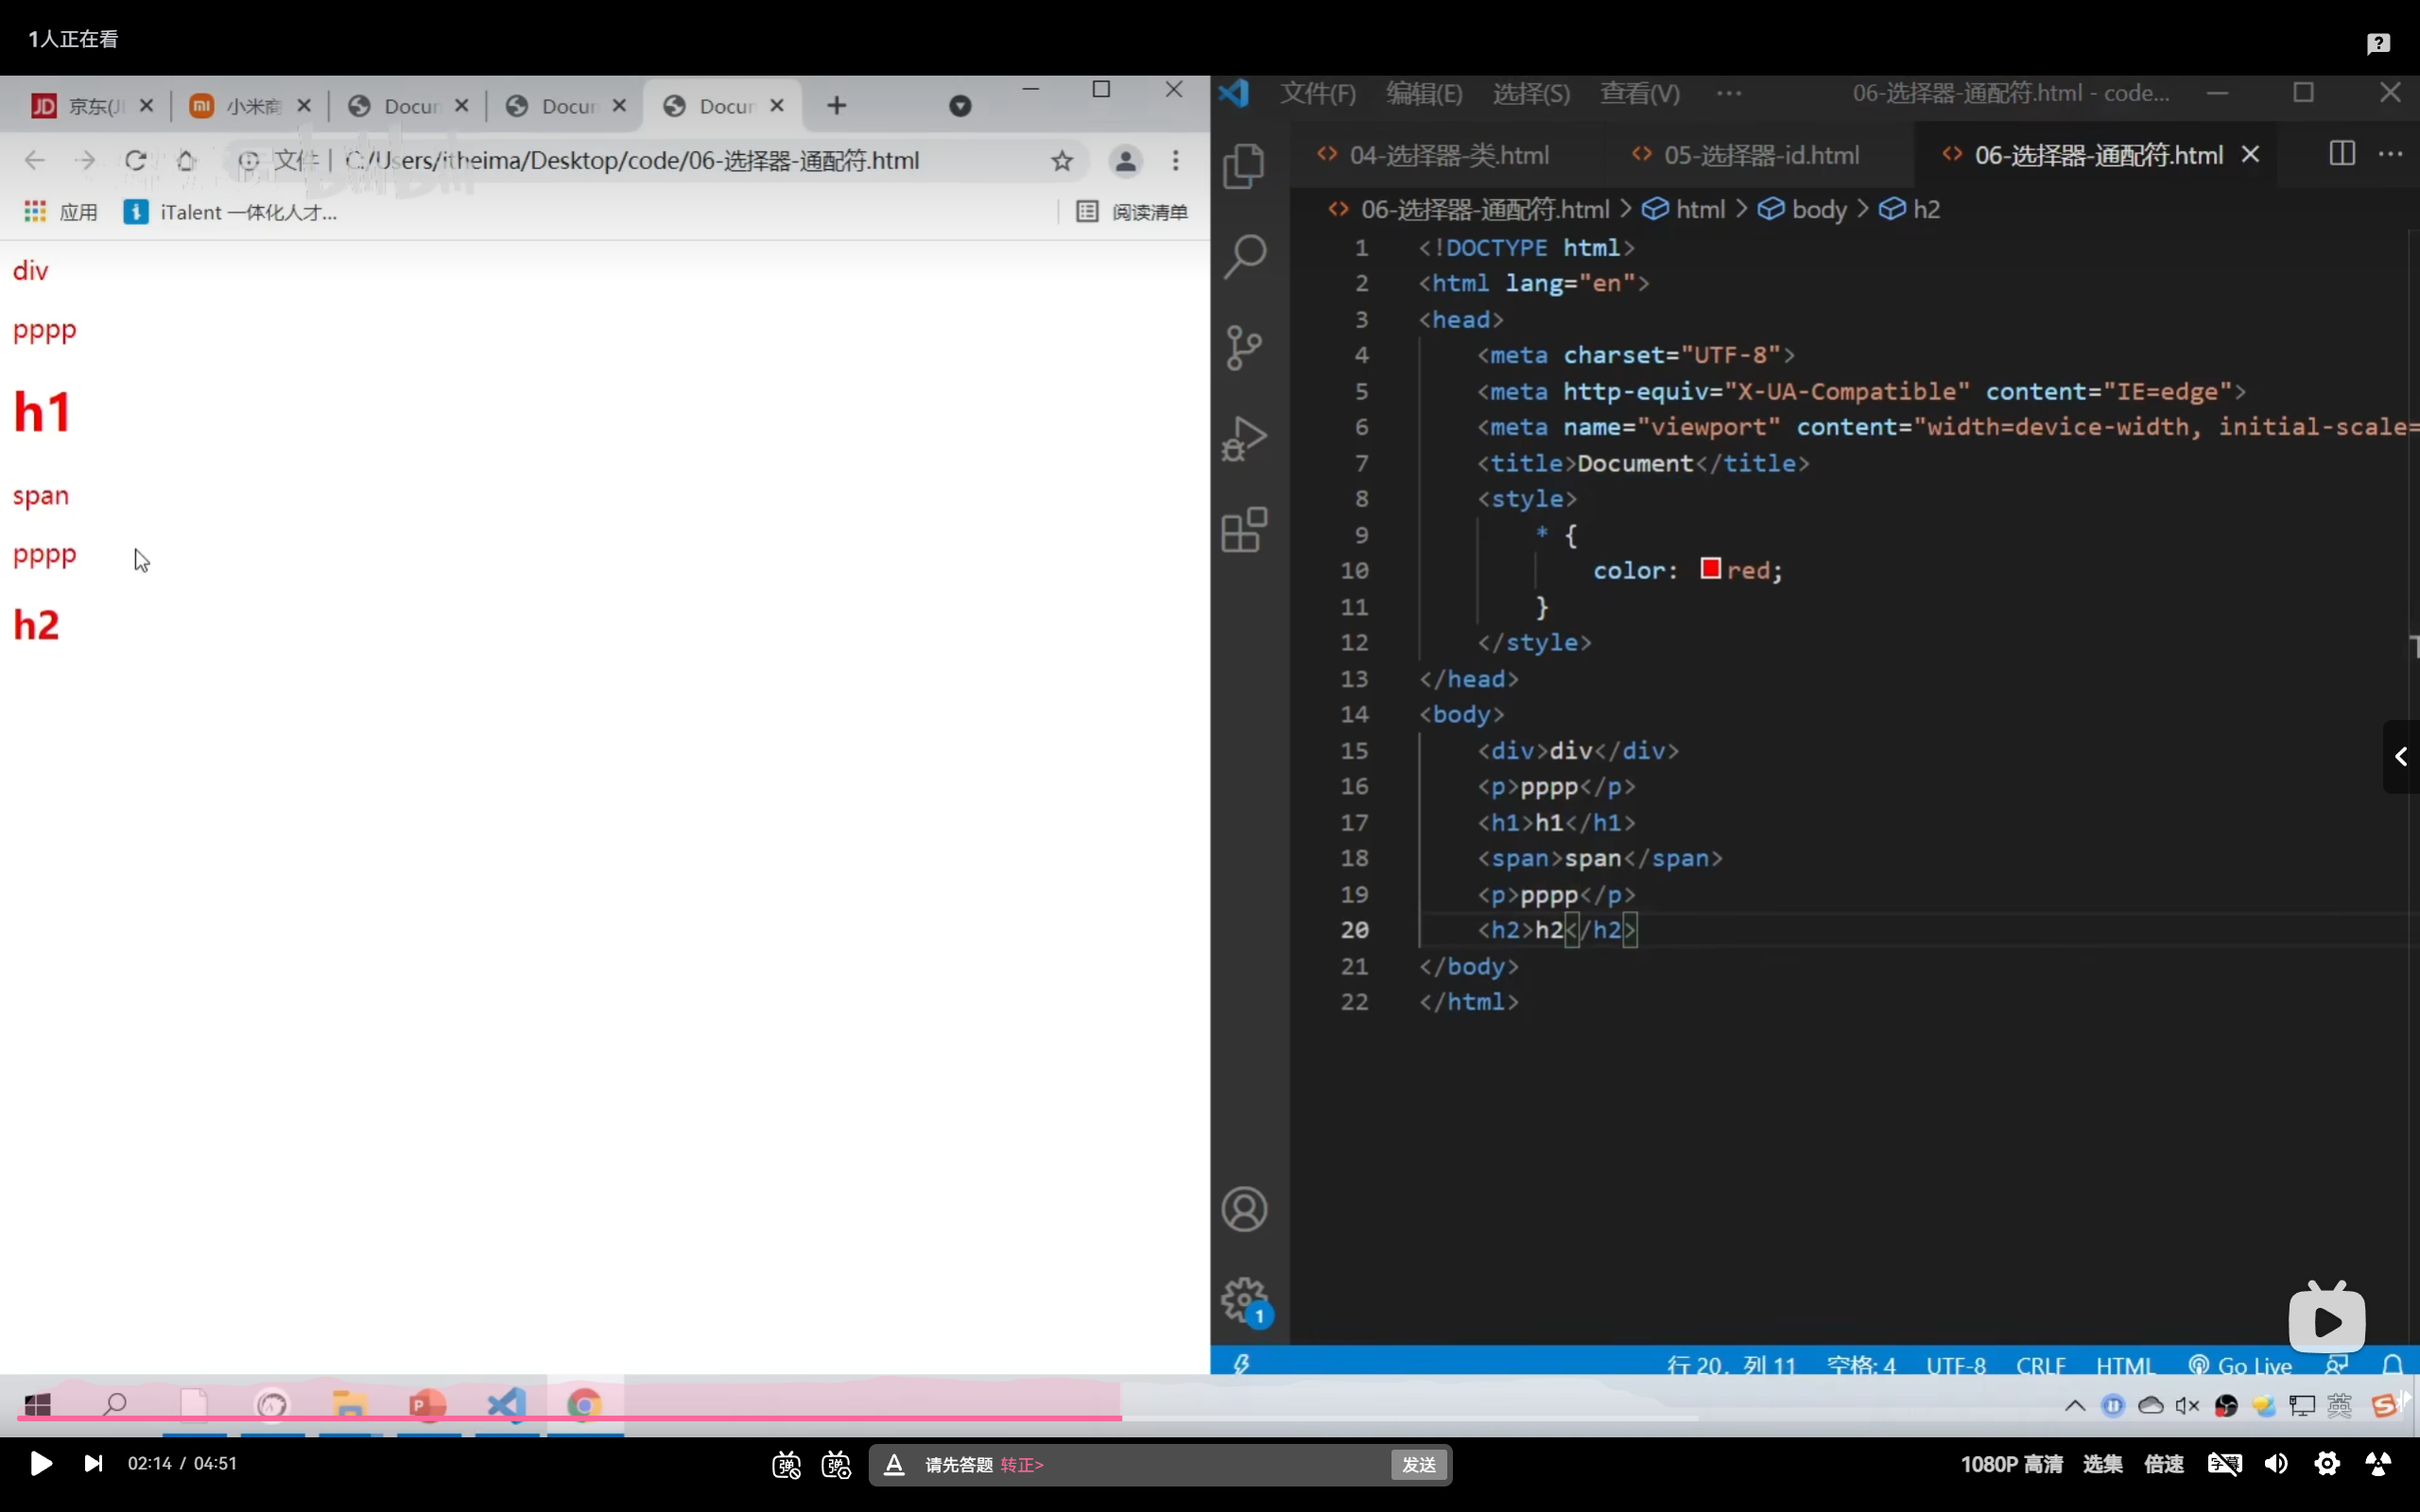 1人正在看
京东(J
小米商
Docur
Docur
Docur
文件 | C:/Users/itheima/Desktop/code/06-选择器-通配符.html
应用
iTalent 一体化人才...
阅读清单
div
pppp
h1
span
pppp
h2
文件(F) 编辑(E) 选择(S) 查看(V) ··· 06-选择器-通配符.html - code...
04-选择器-类.html
05-选择器-id.html
06-选择器-通配符.html
06-选择器-通配符.html > html > body > h2
1 <!DOCTYPE html>
2 <html lang="en">
3 <head>
4 <meta charset="UTF-8">
5 <meta http-equiv="X-UA-Compatible" content="IE=edge">
6 <meta name="viewport" content="width=device-width, initial-scale=
7 <title>Document</title>
8 <style>
9 * {
10 color: red;
11 }
12 </style>
13 </head>
14 <body>
15 <div>div</div>
16 <p>pppp</p>
17 <h1>h1</h1>
18 <span>span</span>
19 <p>pppp</p>
20 <h2>h2</h2>
21 </body>
22 </html>
1
行 20，列 11 空格: 4 UTF-8 CRLF HTML Go Live
英
02:14 / 04:51
弹
弹
请先答题 转正>
发送
1080P 高清 选集 倍速
字幕